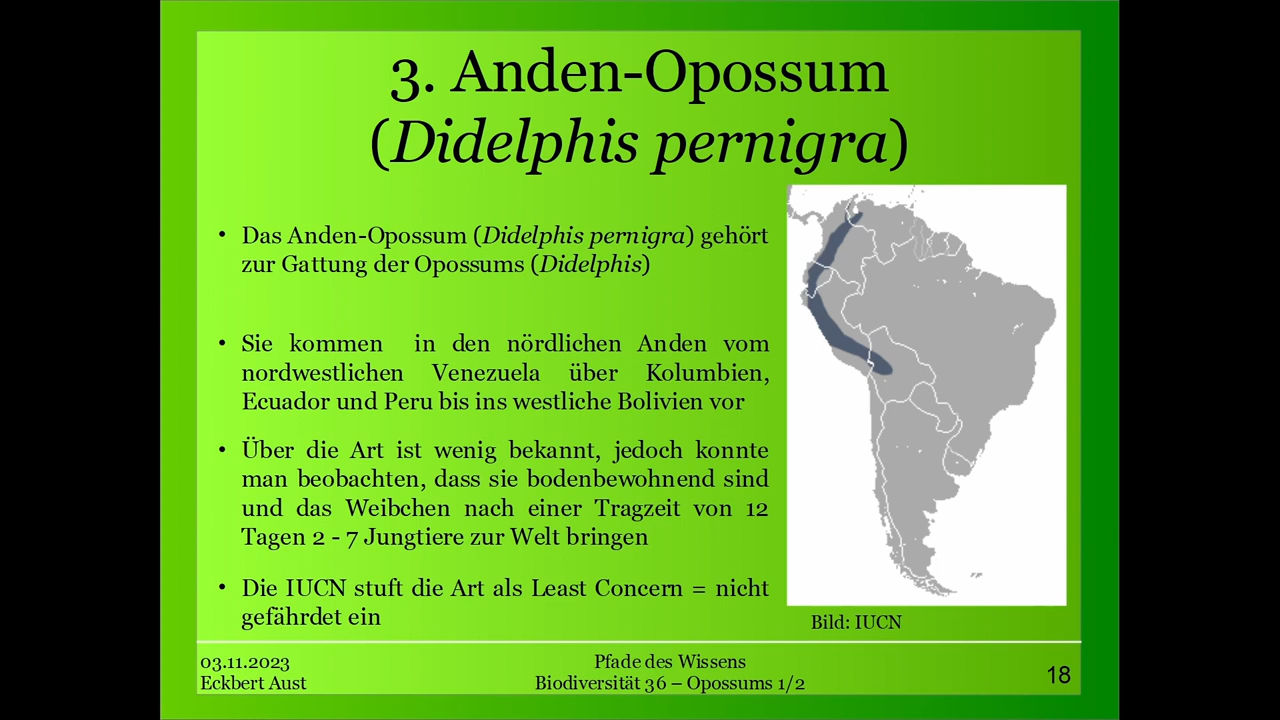 3. Anden-Opossum
(Didelphis pernigra)
• Das Anden-Opossum (Didelphis pernigra) gehört
zur Gattung der Opossums (Didelphis)
• Sie kommen in den nördlichen Anden vom
nordwestlichen Venezuela über Kolumbien,
Ecuador und Peru bis ins westliche Bolivien vor
• Über die Art ist wenig bekannt, jedoch konnte
man beobachten, dass sie bodenbewohnend sind
und das Weibchen nach einer Tragzeit von 12
Tagen 2 - 7 Jungtiere zur Welt bringen
• Die IUCN stuft die Art als Least Concern = nicht
gefährdet ein
Bild: IUCN
03.11.2023
Eckbert Aust
Pfade des Wissens
Biodiversität 36 – Opossums 1/2
18